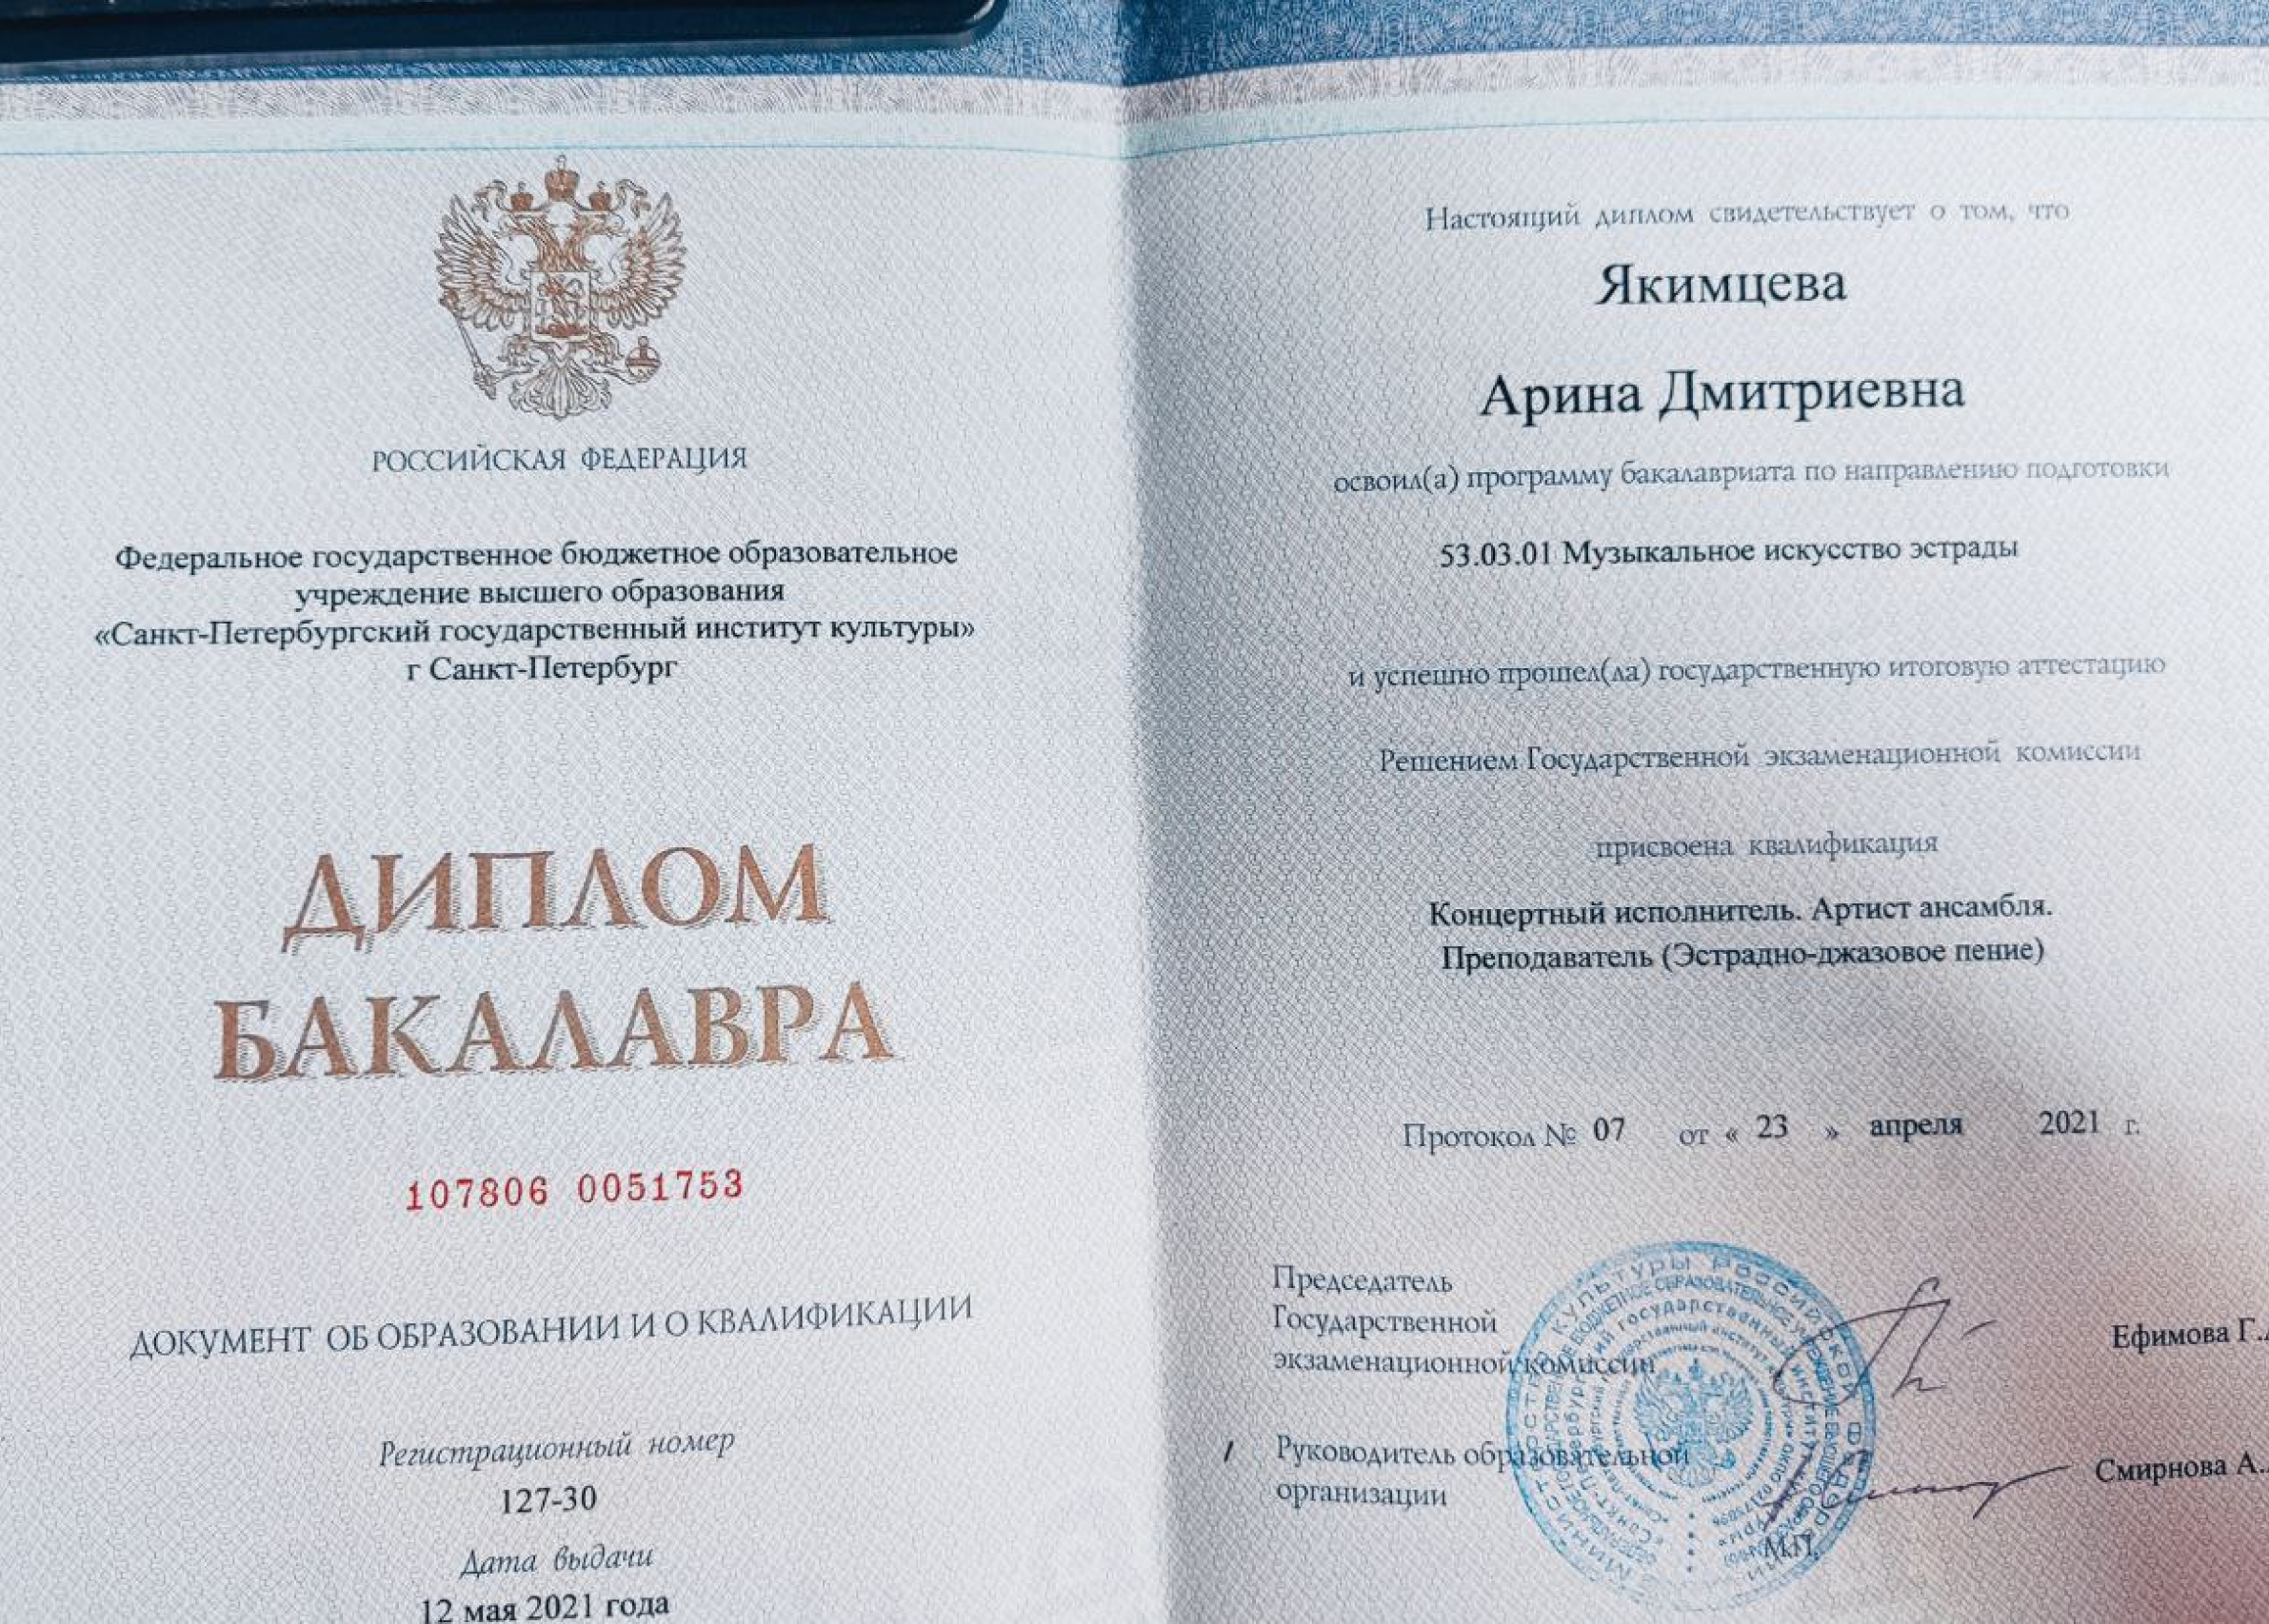 РОССИЙСКАЯ ФЕДЕРАЦИЯ
Федеральное государственное бюджетное образовательное
учреждение высшего образования
«Санкт-Петербургский государственный институт культуры»
г Санкт-Петербург
ДИПЛОМ
БАКАЛАВРА
107806 0051753
ДОКУМЕНТ ОБ ОБРАЗОВАНИИ И О КВАЛИФИКАЦИИ
Регистрационный номер
127-30
Дата выдачи
12 мая 2021 года
Настоящий диплом свидетельствует о том, что
Якимцева
Арина Дмитриевна
освоил(а) программу бакалавриата по направлению подготовки
53.03.01 Музыкальное искусство эстрады
и успешно прошел(ла) государственную итоговую аттестацию
Решением Государственной экзаменационной комиссии
присвоена квалификация
Концертный исполнитель. Артист ансамбля.
Преподаватель (Эстрадно-джазовое пение)
Протокол № 07 от « 23 » апреля 2021 г.
Председатель
Государственной
экзаменационной комиссии
Ефимова Г.
Руководитель образовательной
организации
Смирнова А.
М.П.